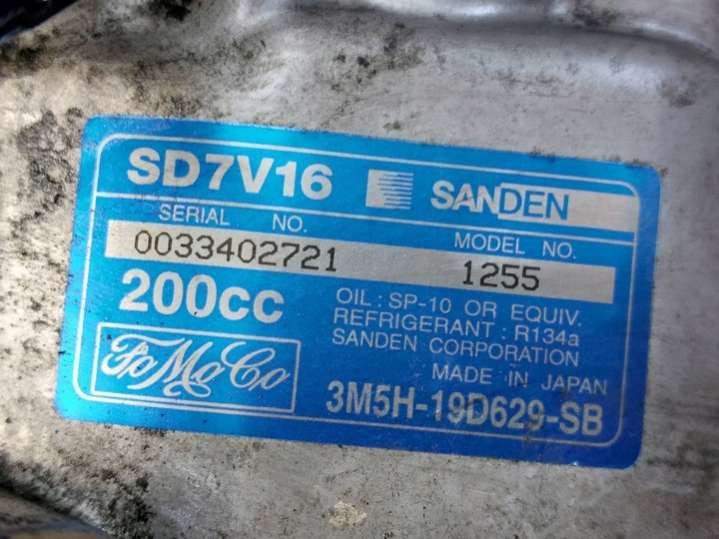 SD7V16 SANDEN
SERIAL NO.
MODEL NO.
0033402721
1255
200cc
OIL : SP-10 OR EQUIV.
REFRIGERANT : R134a
SANDEN CORPORATION
MADE IN JAPAN
FoMoCo
3M5H-19D629-SB